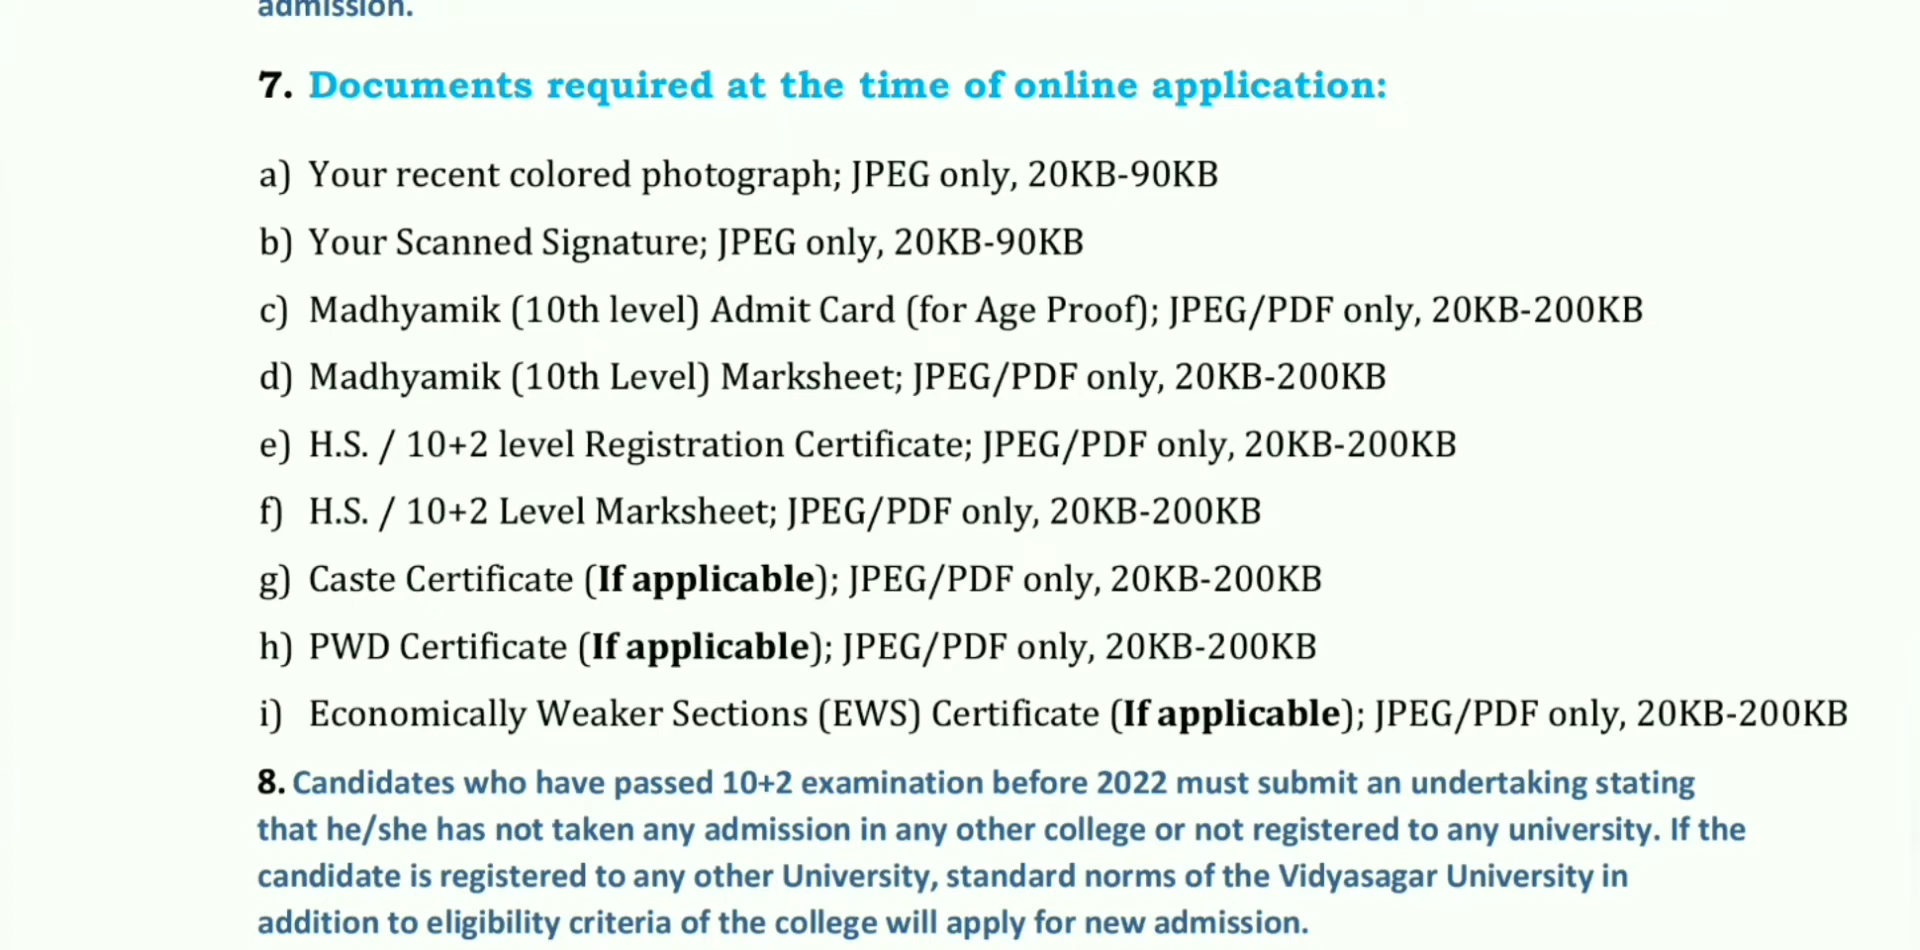 admission.
7. Documents required at the time of online application:
a) Your recent colored photograph; JPEG only, 20KB-90KB
b) Your Scanned Signature; JPEG only, 20KB-90KB
c) Madhyamik (10th level) Admit Card (for Age Proof); JPEG/PDF only, 20KB-200KB
d) Madhyamik (10th Level) Marksheet; JPEG/PDF only, 20KB-200KB
e) H.S. / 10+2 level Registration Certificate; JPEG/PDF only, 20KB-200KB
f) H.S. / 10+2 Level Marksheet; JPEG/PDF only, 20KB-200KB
g) Caste Certificate (If applicable); JPEG/PDF only, 20KB-200KB
h) PWD Certificate (If applicable); JPEG/PDF only, 20KB-200KB
i) Economically Weaker Sections (EWS) Certificate (If applicable); JPEG/PDF only, 20KB-200KB
8. Candidates who have passed 10+2 examination before 2022 must submit an undertaking stating
that he/she has not taken any admission in any other college or not registered to any university. If the
candidate is registered to any other University, standard norms of the Vidyasagar University in
addition to eligibility criteria of the college will apply for new admission.